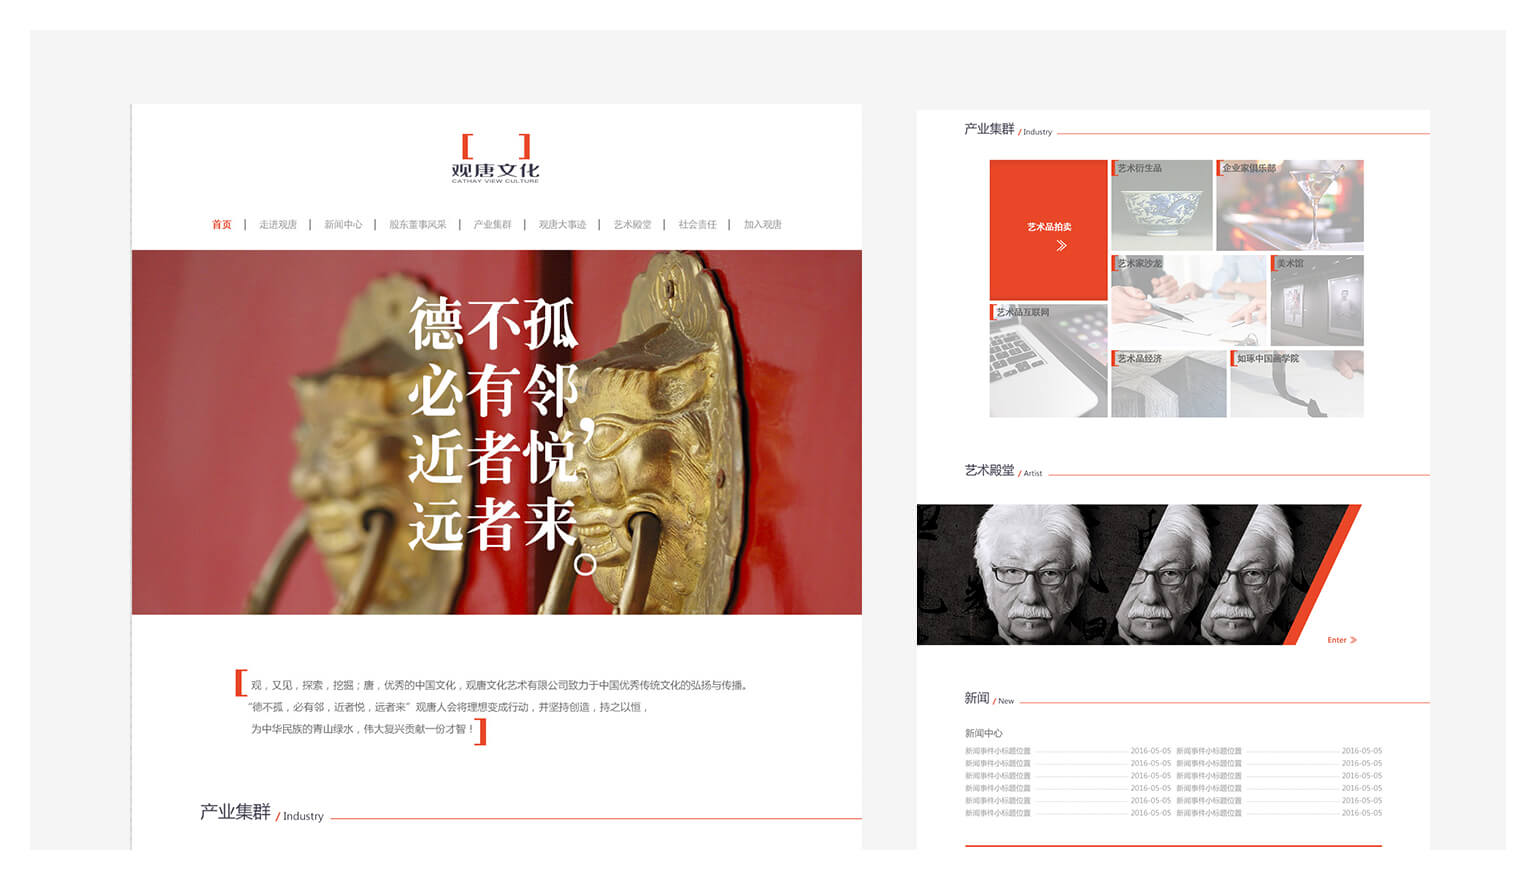 观唐文化
CATHAY VIEW CULTURE
首页 | 走进观唐 | 新闻中心 | 股东董事风采 | 产业集群 | 观唐大事迹 | 艺术殿堂 | 社会责任 | 加入观唐
德不孤
必有邻，
近者悦
远者来。
观，又见，探索，挖掘；唐，优秀的中国文化，观唐文化艺术有限公司致力于中国优秀传统文化的弘扬与传播。
“德不孤，必有邻，近者悦，远者来”观唐人会将理想变成行动，并坚持创造，持之以恒，
为中华民族的青山绿水，伟大复兴贡献一份才智！
产业集群 / Industry
产业集群 / Industry
艺术品拍卖
艺术衍生品
企业家俱乐部
艺术家沙龙
美术馆
艺术品互联网
艺术品经济
如琢中国画学院
艺术殿堂 / Artist
Enter
新闻 / New
新闻中心
新闻事件小标题位置 2016-05-05 新闻事件小标题位置 2016-05-05
新闻事件小标题位置 2016-05-05 新闻事件小标题位置 2016-05-05
新闻事件小标题位置 2016-05-05 新闻事件小标题位置 2016-05-05
新闻事件小标题位置 2016-05-05 新闻事件小标题位置 2016-05-05
新闻事件小标题位置 2016-05-05 新闻事件小标题位置 2016-05-05
新闻事件小标题位置 2016-05-05 新闻事件小标题位置 2016-05-05